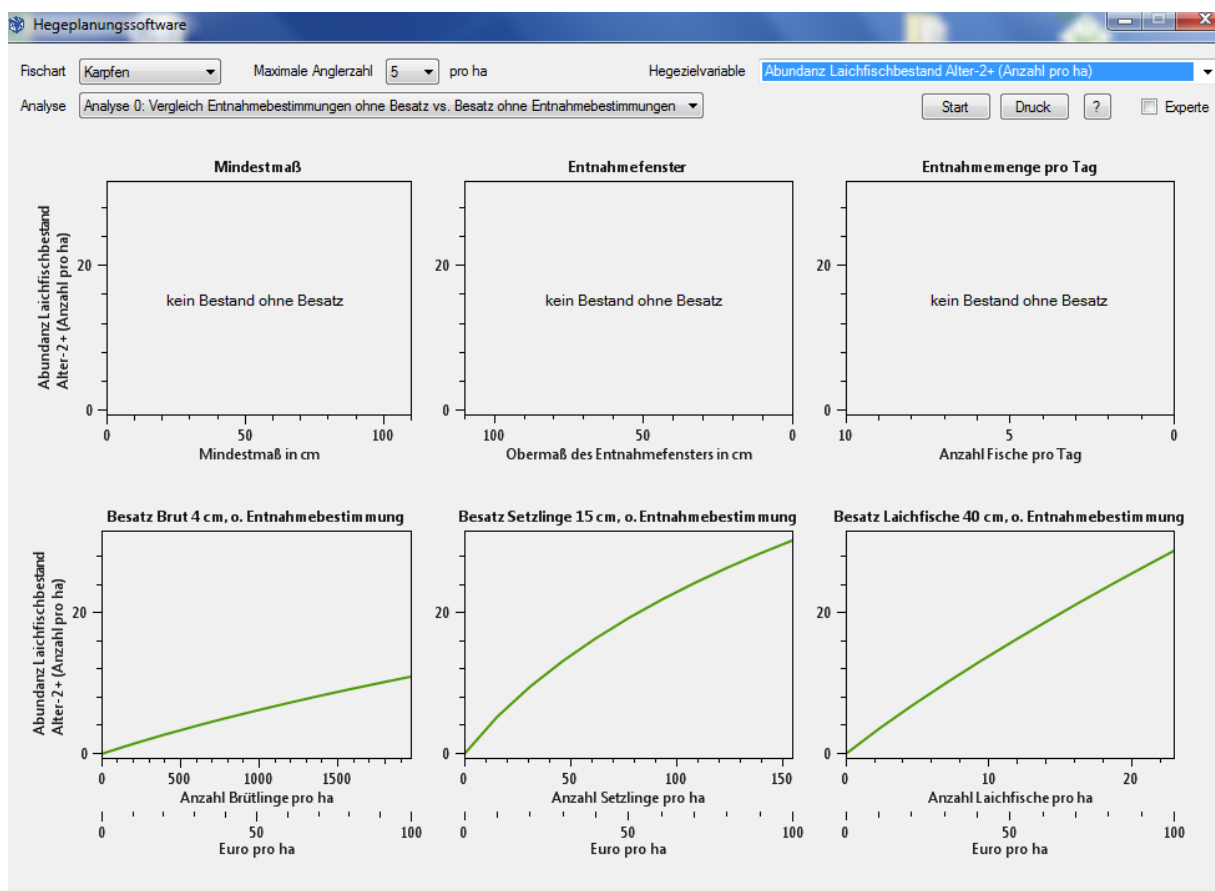 Hegeplanungssoftware
Fischart Karpfen Maximale Anglerzahl 5 pro ha Hegezielvariable Abundanz Laichfischbestand Alter-2+ (Anzahl pro ha)
Analyse Analyse 0: Vergleich Entnahmebestimmungen ohne Besatz vs. Besatz ohne Entnahmebestimmungen Start Druck ? Experte
Mindestmaß
Abundanz Laichfischbestand
Alter-2+ (Anzahl pro ha)
20
0
kein Bestand ohne Besatz
0 50 100
Mindestmaß in cm
Entnahmefenster
20
0
kein Bestand ohne Besatz
100 50 0
Obermaß des Entnahmefensters in cm
Entnahmemenge pro Tag
20
0
kein Bestand ohne Besatz
10 5 0
Anzahl Fische pro Tag
Besatz Brut 4 cm, o. Entnahmebestimmung
Abundanz Laichfischbestand
Alter-2+ (Anzahl pro ha)
20
0
0 500 1000 1500
Anzahl Brütlinge pro ha
0 50 100
Euro pro ha
Besatz Setzlinge 15 cm, o. Entnahmebestimmung
20
0
0 50 100 150
Anzahl Setzlinge pro ha
0 50 100
Euro pro ha
Besatz Laichfische 40 cm, o. Entnahmebestimmung
20
0
0 10 20
Anzahl Laichfische pro ha
0 50 100
Euro pro ha